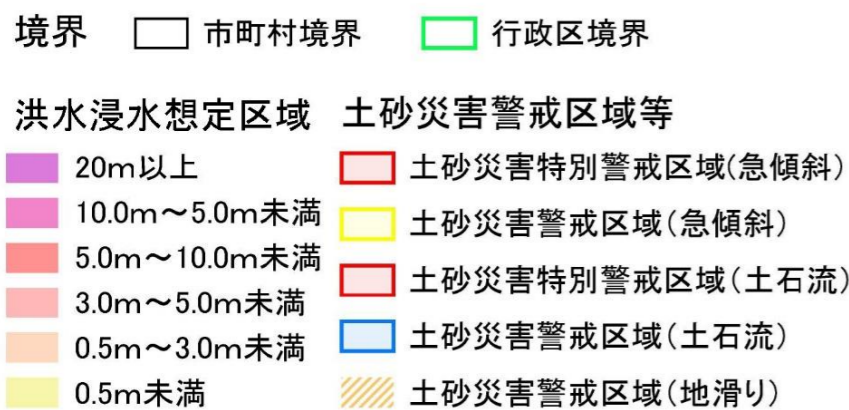 境界 市町村境界 行政区境界
洪水浸水想定区域
20m以上
10.0m～5.0m未満
5.0m～10.0m未満
3.0m～5.0m未満
0.5m～3.0m未満
0.5m未満
土砂災害警戒区域等
土砂災害特別警戒区域(急傾斜)
土砂災害警戒区域(急傾斜)
土砂災害特別警戒区域(土石流)
土砂災害警戒区域(土石流)
土砂災害警戒区域(地滑り)